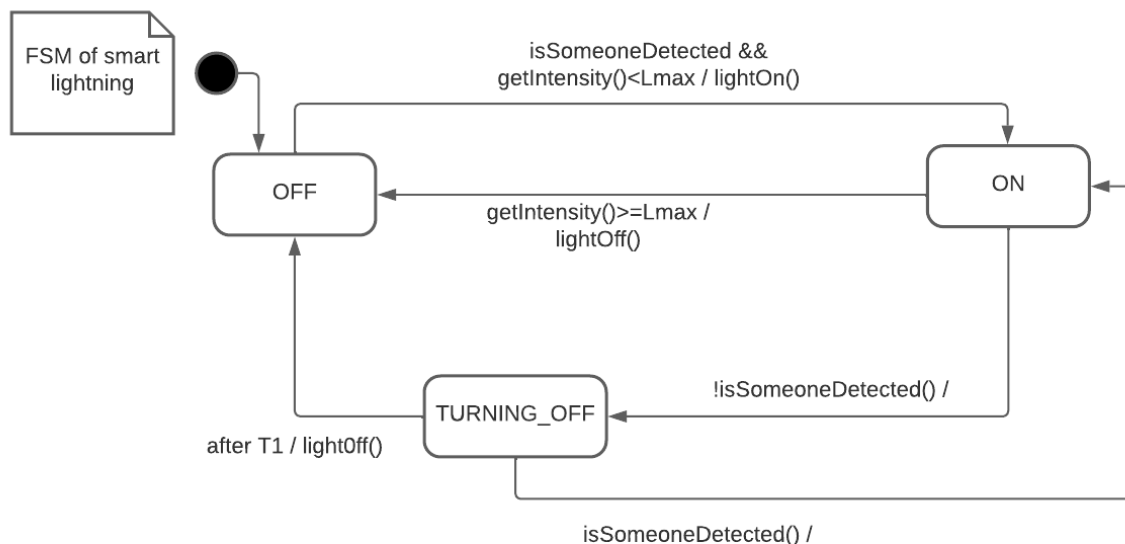 FSM of smart
lightning
isSomeoneDetected &&
getIntensity()<Lmax / lightOn()
OFF
ON
getIntensity()>=Lmax /
lightOff()
!isSomeoneDetected() /
TURNING_OFF
after T1 / light0ff()
isSomeoneDetected() /